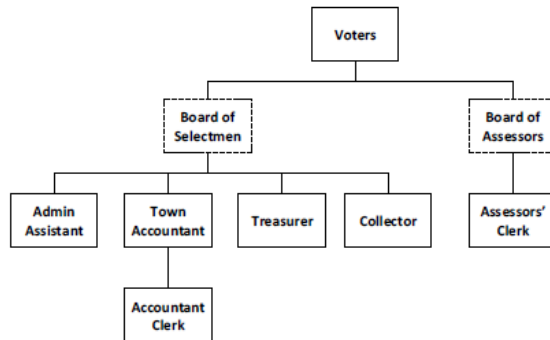 Voters
Board of
Selectmen
Board of
Assessors
Admin
Assistant
Town
Accountant
Treasurer
Collector
Assessors'
Clerk
Accountant
Clerk